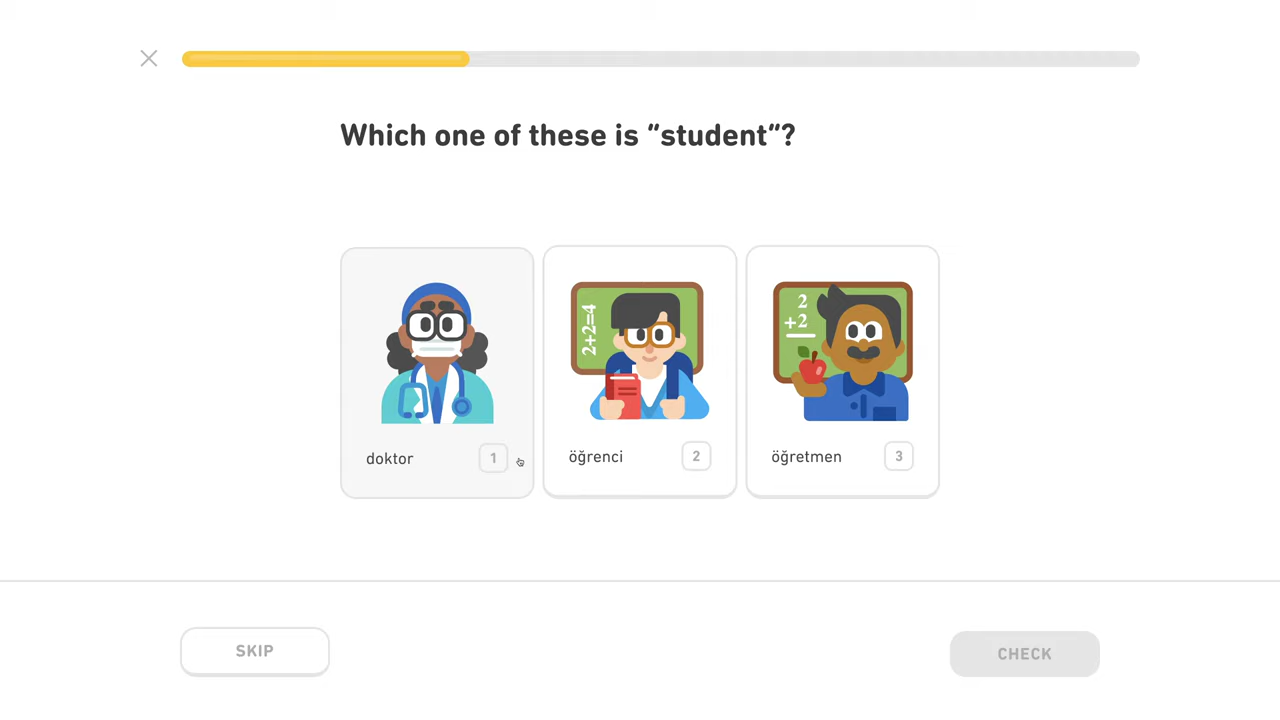 Which one of these is “student“?
2+2=4
2
+2
doktor 1
öğrenci 2
öğretmen 3
SKIP
CHECK